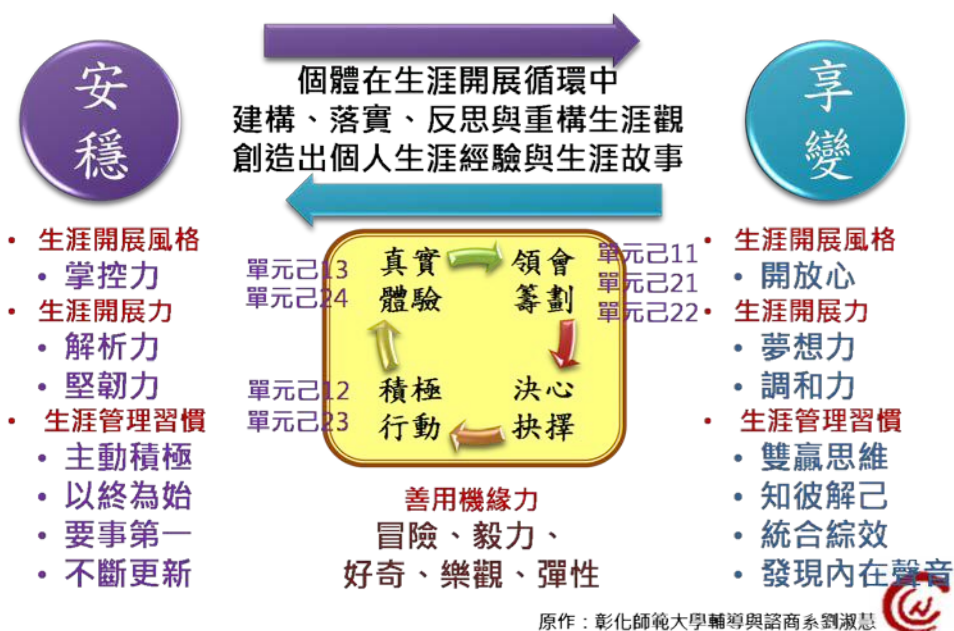 安
穩
個體在生涯開展循環中
建構、落實、反思與重構生涯觀
創造出個人生涯經驗與生涯故事
享
變
• 生涯開展風格
• 掌控力
• 生涯開展力
• 解析力
• 堅韌力
• 生涯管理習慣
• 主動積極
• 以終為始
• 要事第一
• 不斷更新
單元己13
單元己24
真實
體驗
領會
籌劃
單元己11
單元己21
單元己22
單元己12
單元己23
積極
行動
決心
抉擇
善用機緣力
冒險、毅力、
好奇、樂觀、彈性
• 生涯開展風格
• 開放心
• 生涯開展力
• 夢想力
• 調和力
• 生涯管理習慣
• 雙贏思維
• 知彼解己
• 統合綜效
• 發現內在聲音
原作：彰化師範大學輔導與諮商系劉淑慧